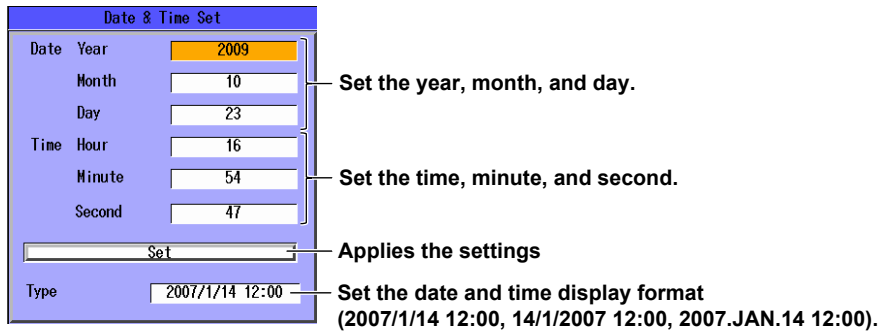 Date & Time Set
Date Year 2009
Month 10
Day 23
Set the year, month, and day.
Time Hour 16
Minute 54
Second 47
Set the time, minute, and second.
Set
Applies the settings
Type 2007/1/14 12:00
Set the date and time display format
(2007/1/14 12:00, 14/1/2007 12:00, 2007.JAN.14 12:00).